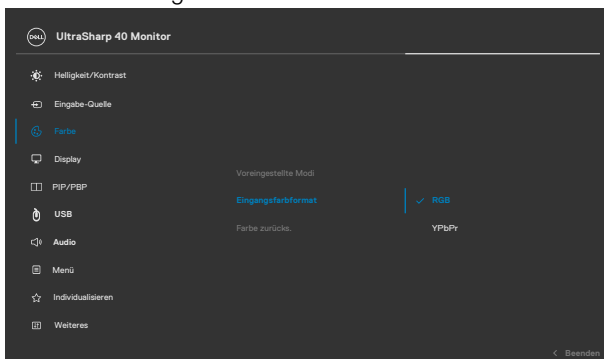 DELL UltraSharp 40 Monitor
Helligkeit/Kontrast
Eingabe-Quelle
Farbe
Display
Voreingestellte Modi
PIP/PBP
Eingangsfarbformat ✓ RGB
USB
Farbe zurücks. YPbPr
Audio
Menü
Individualisieren
Weiteres
< Beenden